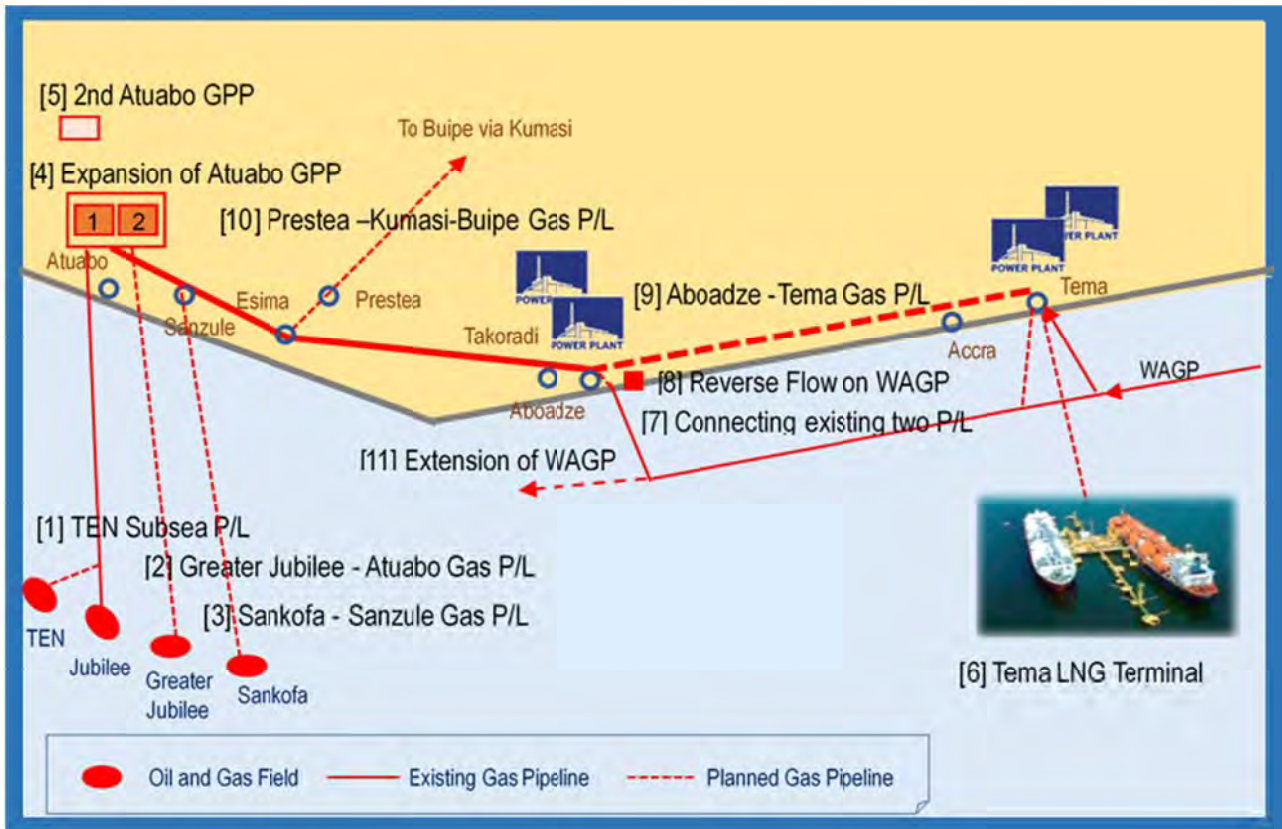 [5] 2nd Atuabo GPP
To Buipe via Kumasi
[4] Expansion of Atuabo GPP
1 2
[10] Prestea –Kumasi-Buipe Gas P/L
Atuabo
Sanzule
Esima
Prestea
Takoradi
POWER PLANT
POWER PLANT
Aboadze
[9] Aboadze - Tema Gas P/L
POWER PLANT
POWER PLANT
Tema
Accra
WAGP
[8] Reverse Flow on WAGP
[7] Connecting existing two P/L
[11] Extension of WAGP
[1] TEN Subsea P/L
[2] Greater Jubilee - Atuabo Gas P/L
[3] Sankofa - Sanzule Gas P/L
TEN
Jubilee
Greater
Jubilee
Sankofa
[6] Tema LNG Terminal
Oil and Gas Field
Existing Gas Pipeline
Planned Gas Pipeline